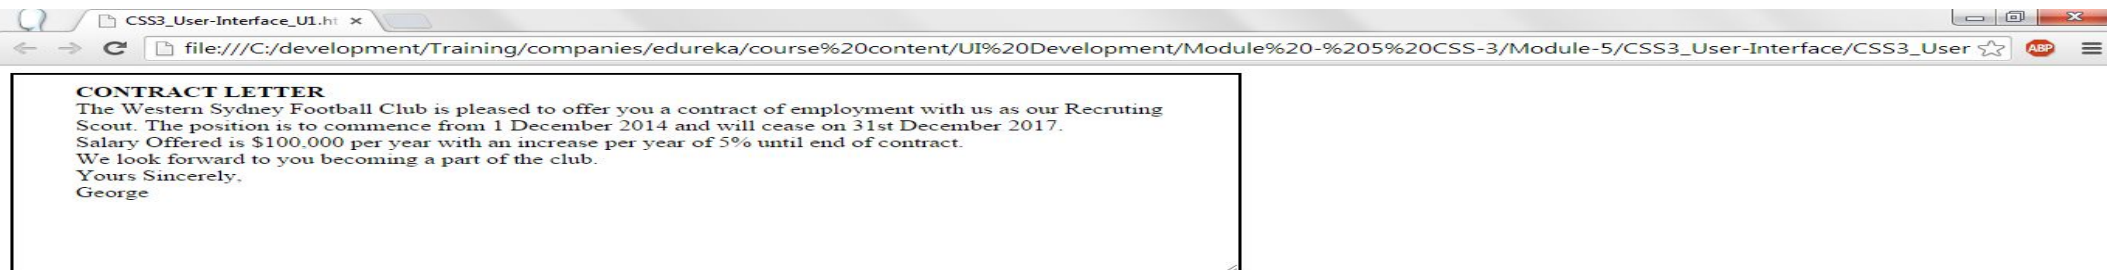 CSS3_User-Interface_U1.ht
file:///C:/development/Training/companies/edureka/course%20content/UI%20Development/Module%20-%205%20CSS-3/Module-5/CSS3_User-Interface/CSS3_User
ABP
CONTRACT LETTER
The Western Sydney Football Club is pleased to offer you a contract of employment with us as our Recruting
Scout. The position is to commence from 1 December 2014 and will cease on 31st December 2017.
Salary Offered is $100,000 per year with an increase per year of 5% until end of contract.
We look forward to you becoming a part of the club.
Yours Sincerely,
George